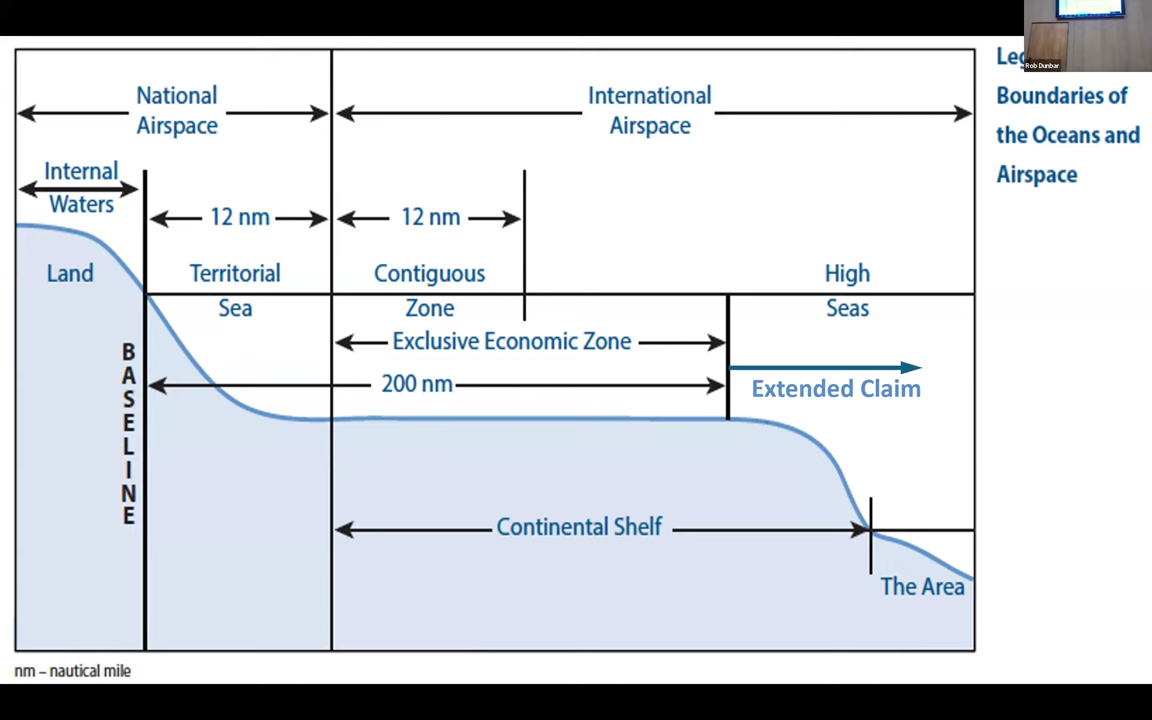 Rob Dunbar
Boundaries of
the Oceans and
Airspace
National
Airspace
International
Airspace
Internal
Waters
12 nm
12 nm
Land
Territorial
Sea
Contiguous
Zone
High
Seas
Exclusive Economic Zone
200 nm
Extended Claim
BASELINE
Continental Shelf
The Area
nm – nautical mile